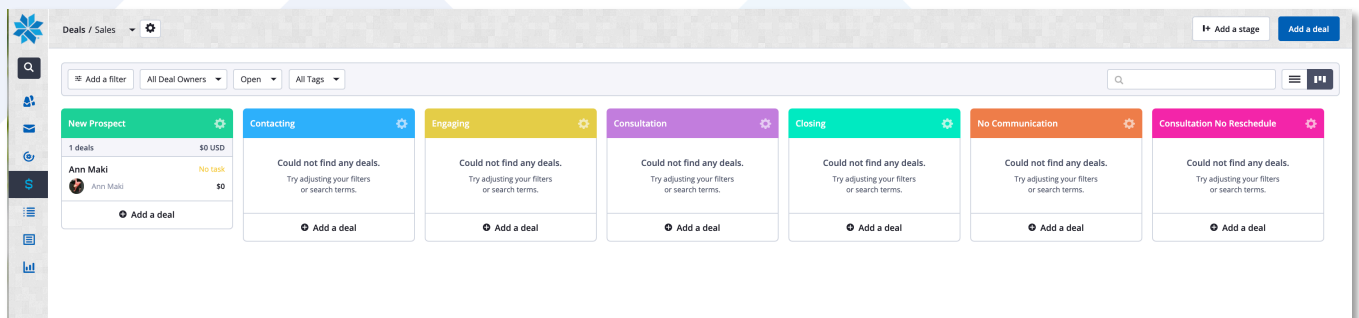 Deals / Sales
Add a stage
Add a deal
Add a filter
All Deal Owners
Open
All Tags
New Prospect
1 deals $0 USD
Ann Maki No task
Ann Maki $0
Add a deal
Contacting
Could not find any deals.
Try adjusting your filters
or search terms.
Add a deal
Engaging
Could not find any deals.
Try adjusting your filters
or search terms.
Add a deal
Consultation
Could not find any deals.
Try adjusting your filters
or search terms.
Add a deal
Closing
Could not find any deals.
Try adjusting your filters
or search terms.
Add a deal
No Communication
Could not find any deals.
Try adjusting your filters
or search terms.
Add a deal
Consultation No Reschedule
Could not find any deals.
Try adjusting your filters
or search terms.
Add a deal